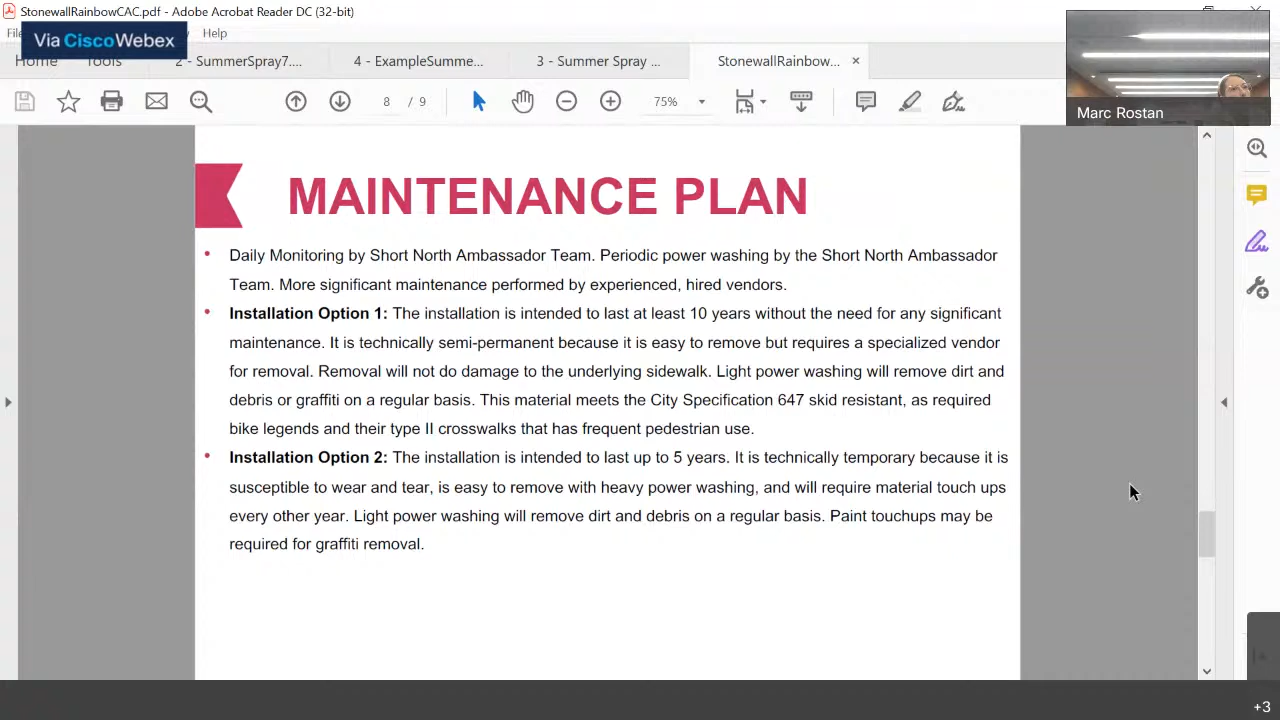 StonewallRainbowCAC.pdf - Adobe Acrobat Reader DC (32-bit)
Via CiscoWebex
Help
Home Tools 2 - SummerSpray7.... 4 - ExampleSumme... 3 - Summer Spray ... StonewallRainbow... ×
8 / 9 75%
Marc Rostan
MAINTENANCE PLAN
• Daily Monitoring by Short North Ambassador Team. Periodic power washing by the Short North Ambassador
Team. More significant maintenance performed by experienced, hired vendors.
• Installation Option 1: The installation is intended to last at least 10 years without the need for any significant
maintenance. It is technically semi-permanent because it is easy to remove but requires a specialized vendor
for removal. Removal will not do damage to the underlying sidewalk. Light power washing will remove dirt and
debris or graffiti on a regular basis. This material meets the City Specification 647 skid resistant, as required
bike legends and their type II crosswalks that has frequent pedestrian use.
• Installation Option 2: The installation is intended to last up to 5 years. It is technically temporary because it is
susceptible to wear and tear, is easy to remove with heavy power washing, and will require material touch ups
every other year. Light power washing will remove dirt and debris on a regular basis. Paint touchups may be
required for graffiti removal.
+3